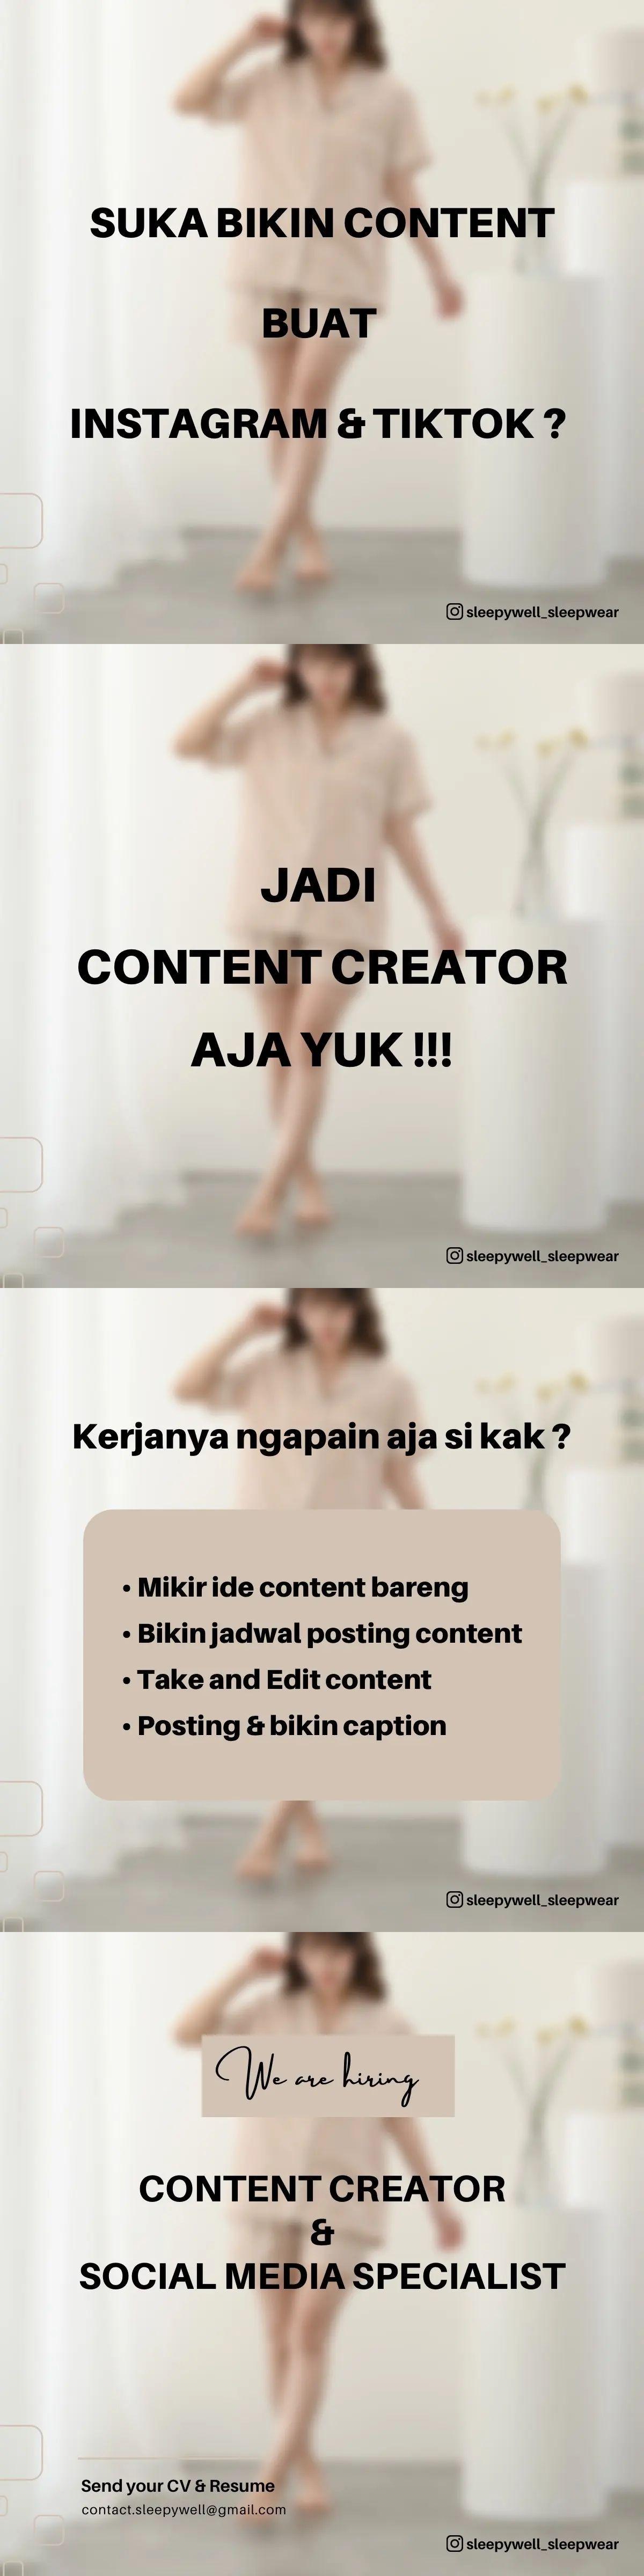 SUKA BIKIN CONTENT
BUAT
INSTAGRAM & TIKTOK ?
sleepywell_sleepwear
JADI
CONTENT CREATOR
AJA YUK !!!
sleepywell_sleepwear
Kerjanya ngapain aja si kak ?
• Mikir ide content bareng
• Bikin jadwal posting content
• Take and Edit content
• Posting & bikin caption
sleepywell_sleepwear
We are hiring
CONTENT CREATOR
&
SOCIAL MEDIA SPECIALIST
Send your CV & Resume
contact.sleepywell@gmail.com
sleepywell_sleepwear